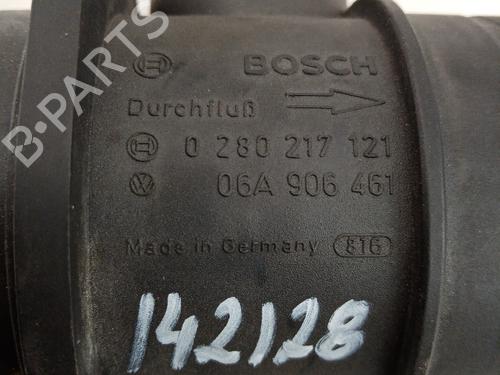 B-PARTS
BOSCH
Durchfluß
0 280 217 121
06A 906 461
Made in Germany 816
142128